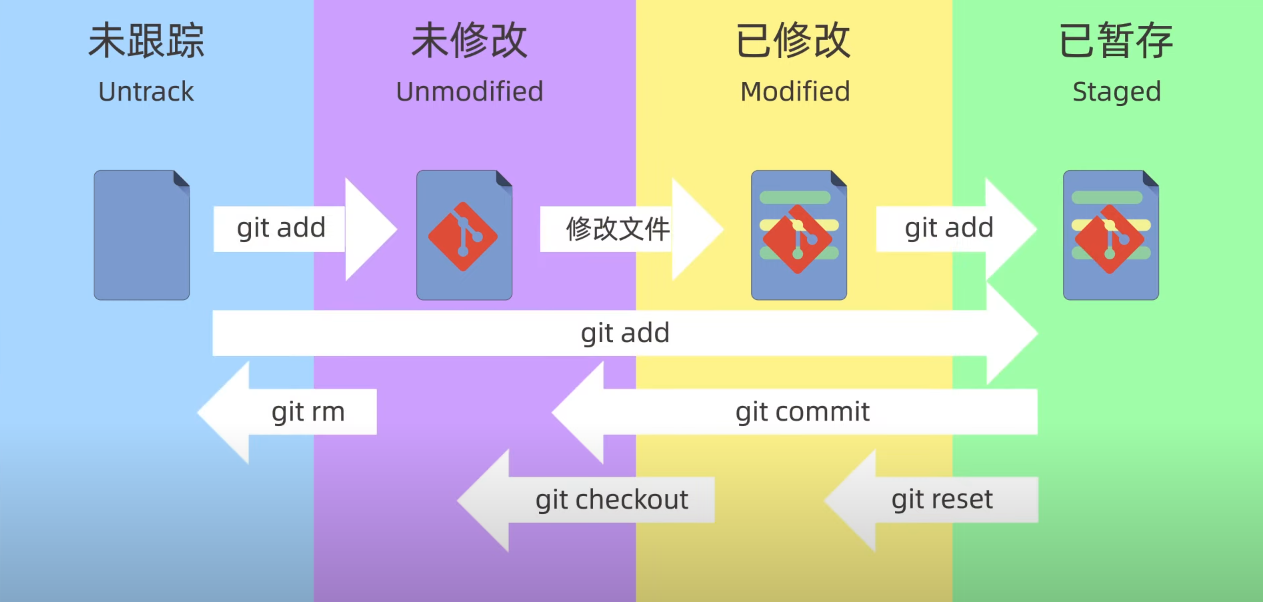 未跟踪
Untrack
未修改
Unmodified
已修改
Modified
已暂存
Staged
git add
修改文件
git add
git add
git rm
git commit
git checkout
git reset